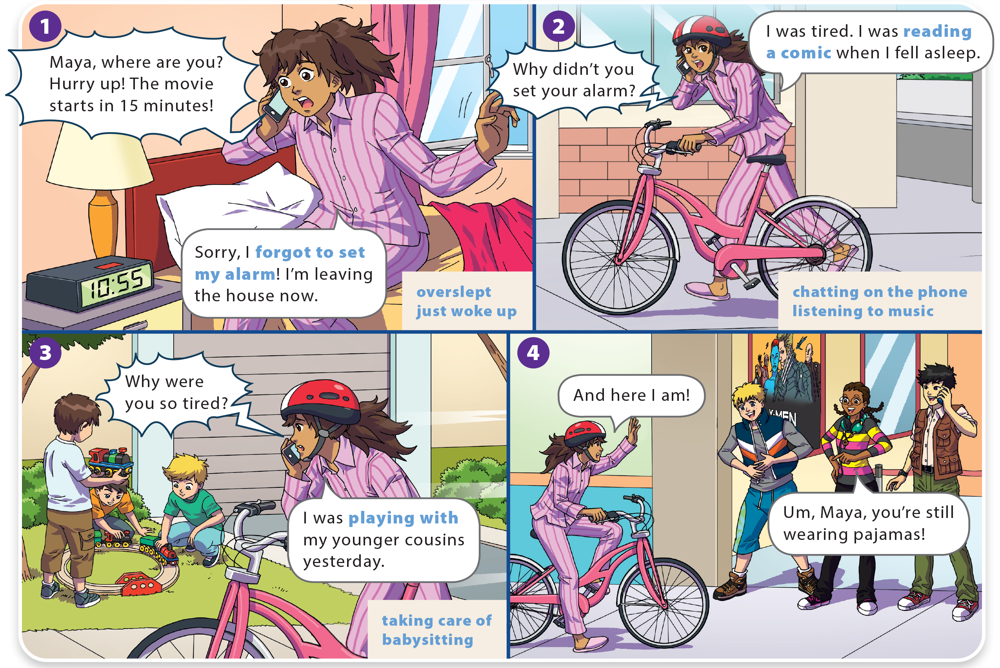 1
Maya, where are you?
Hurry up! The movie
starts in 15 minutes!
10:55
Sorry, I forgot to set
my alarm! I'm leaving
the house now.
overslept
just woke up
2
Why didn't you
set your alarm?
I was tired. I was reading
a comic when I fell asleep.
chatting on the phone
listening to music
3
Why were
you so tired?
I was playing with
my younger cousins
yesterday.
taking care of
babysitting
4
And here I am!
X-MEN
Um, Maya, you're still
wearing pajamas!